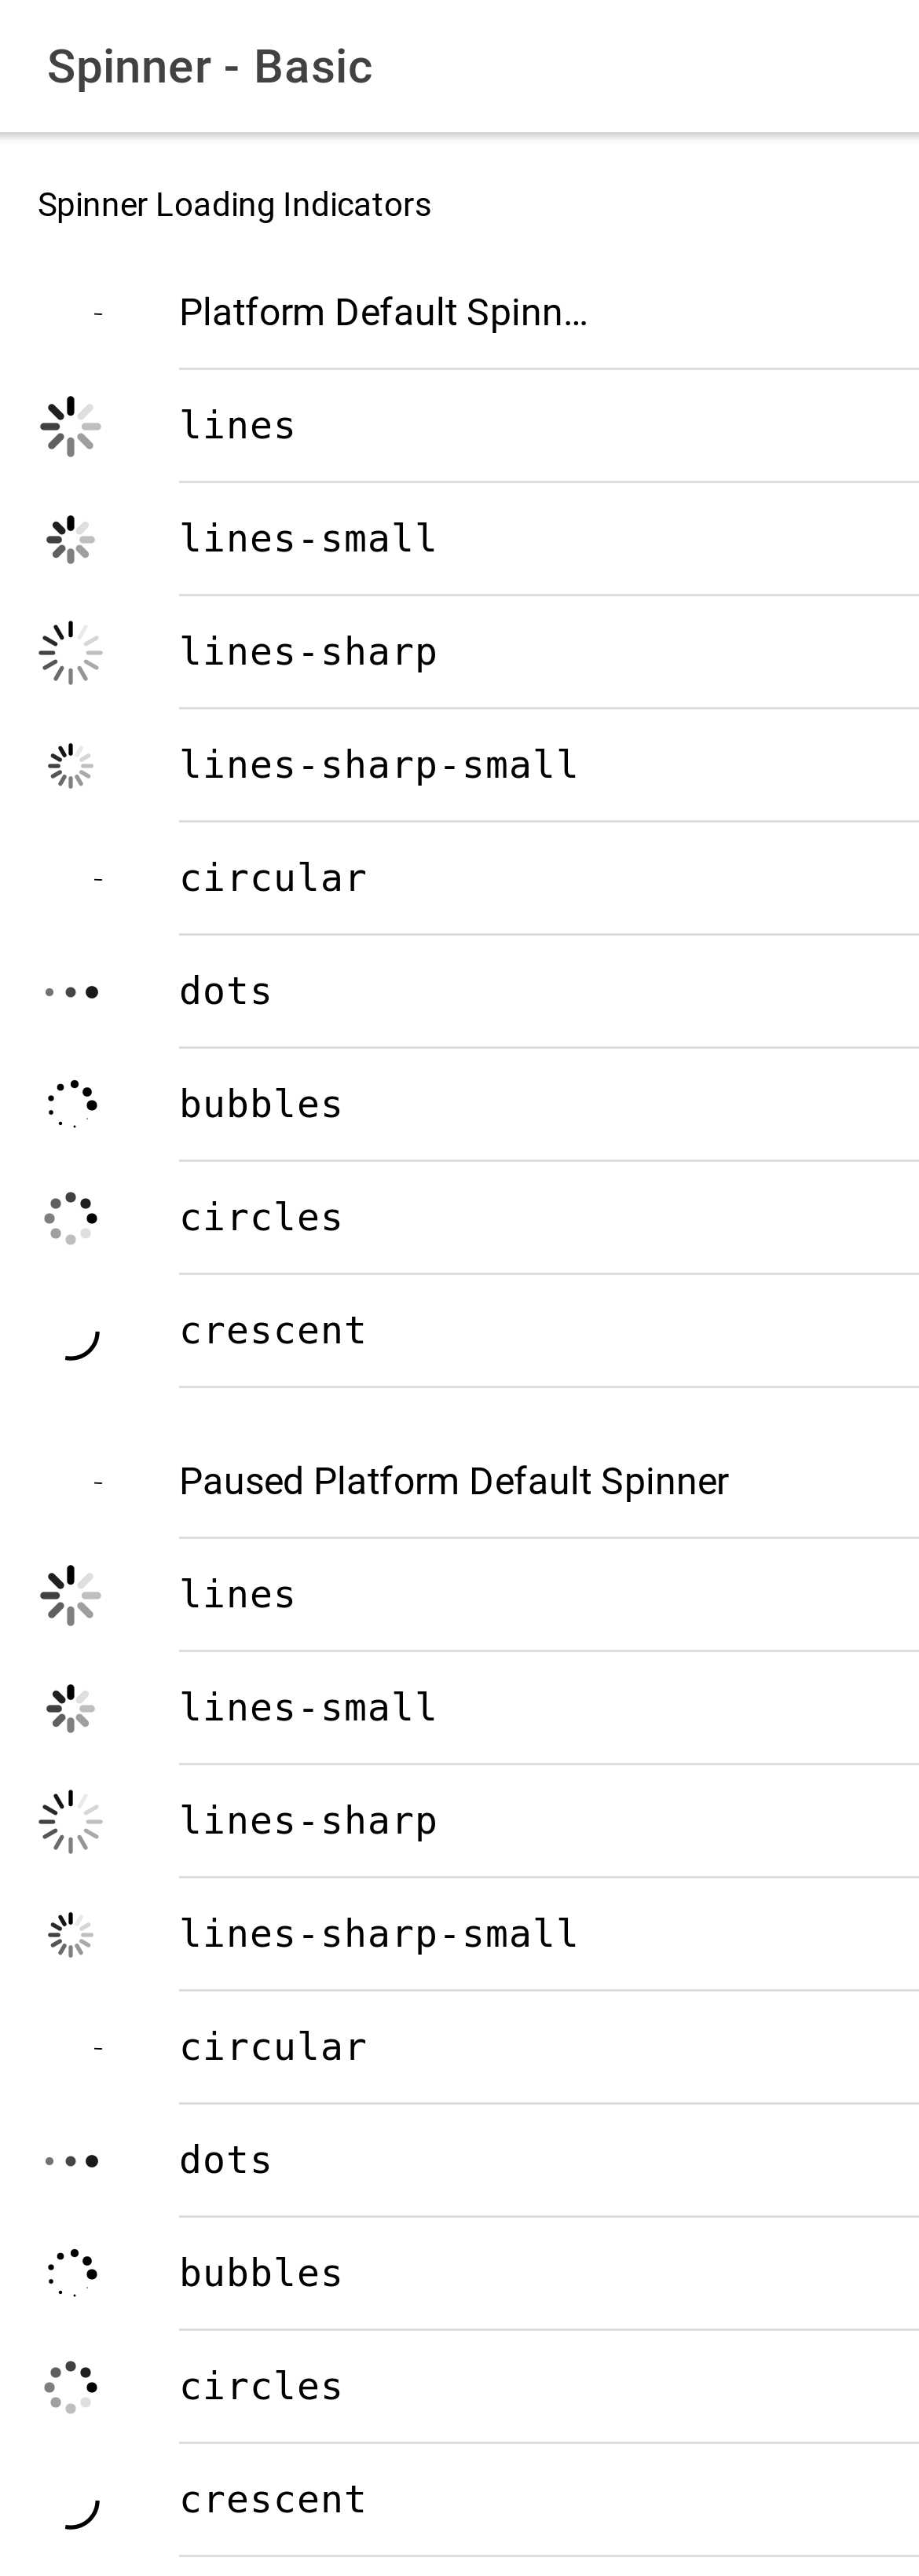 Spinner - Basic
Spinner Loading Indicators
Platform Default Spinn...
lines
lines-small
lines-sharp
lines-sharp-small
circular
dots
bubbles
circles
crescent
Paused Platform Default Spinner
lines
lines-small
lines-sharp
lines-sharp-small
circular
dots
bubbles
circles
crescent